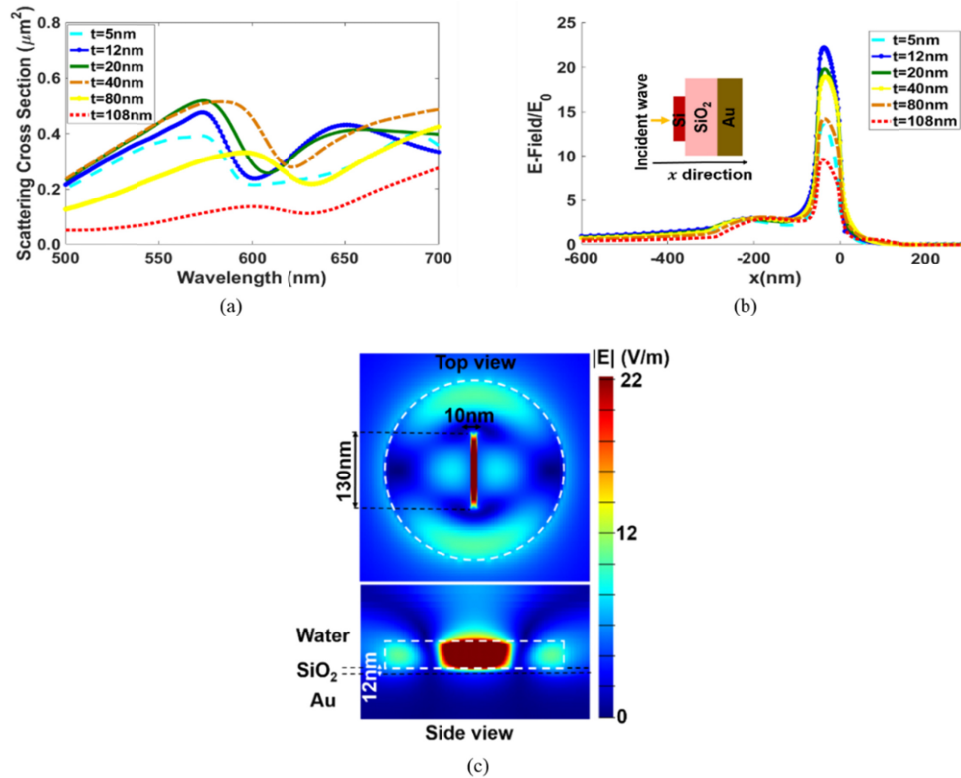 (a)
Scattering Cross Section (μm²)
0.8
0.6
0.4
0.2
0.0
t=5nm
t=12nm
t=20nm
t=40nm
t=80nm
t=108nm
500
550
600
650
700
Wavelength (nm)
(b)
E-Field/E₀
25
20
15
10
5
0
Incident wave
Si
SiO₂
Au
x direction
t=5nm
t=12nm
t=20nm
t=40nm
t=80nm
t=108nm
-600
-400
-200
0
200
x(nm)
Top view
10nm
130nm
|E| (V/m)
22
12
0
Water
SiO₂
12nm
Au
Side view
(c)